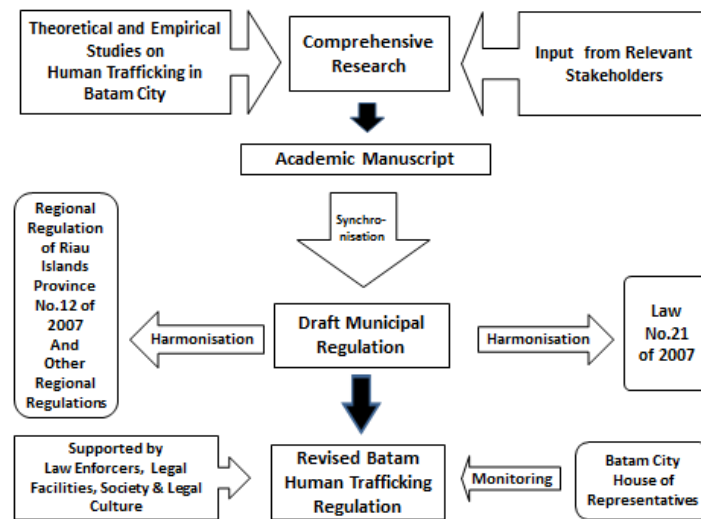 Theoretical and Empirical
Studies on
Human Trafficking in
Batam City
Comprehensive
Research
Input from Relevant
Stakeholders
Academic Manuscript
Synchro-
nisation
Regional
Regulation
of Riau
Islands
Province
No.12 of
2007
And
Other
Regional
Regulations
Harmonisation
Draft Municipal
Regulation
Harmonisation
Law
No.21
of 2007
Supported by
Law Enforcers, Legal
Facilities, Society & Legal
Culture
Revised Batam
Human Trafficking
Regulation
Monitoring
Batam City
House of
Representatives